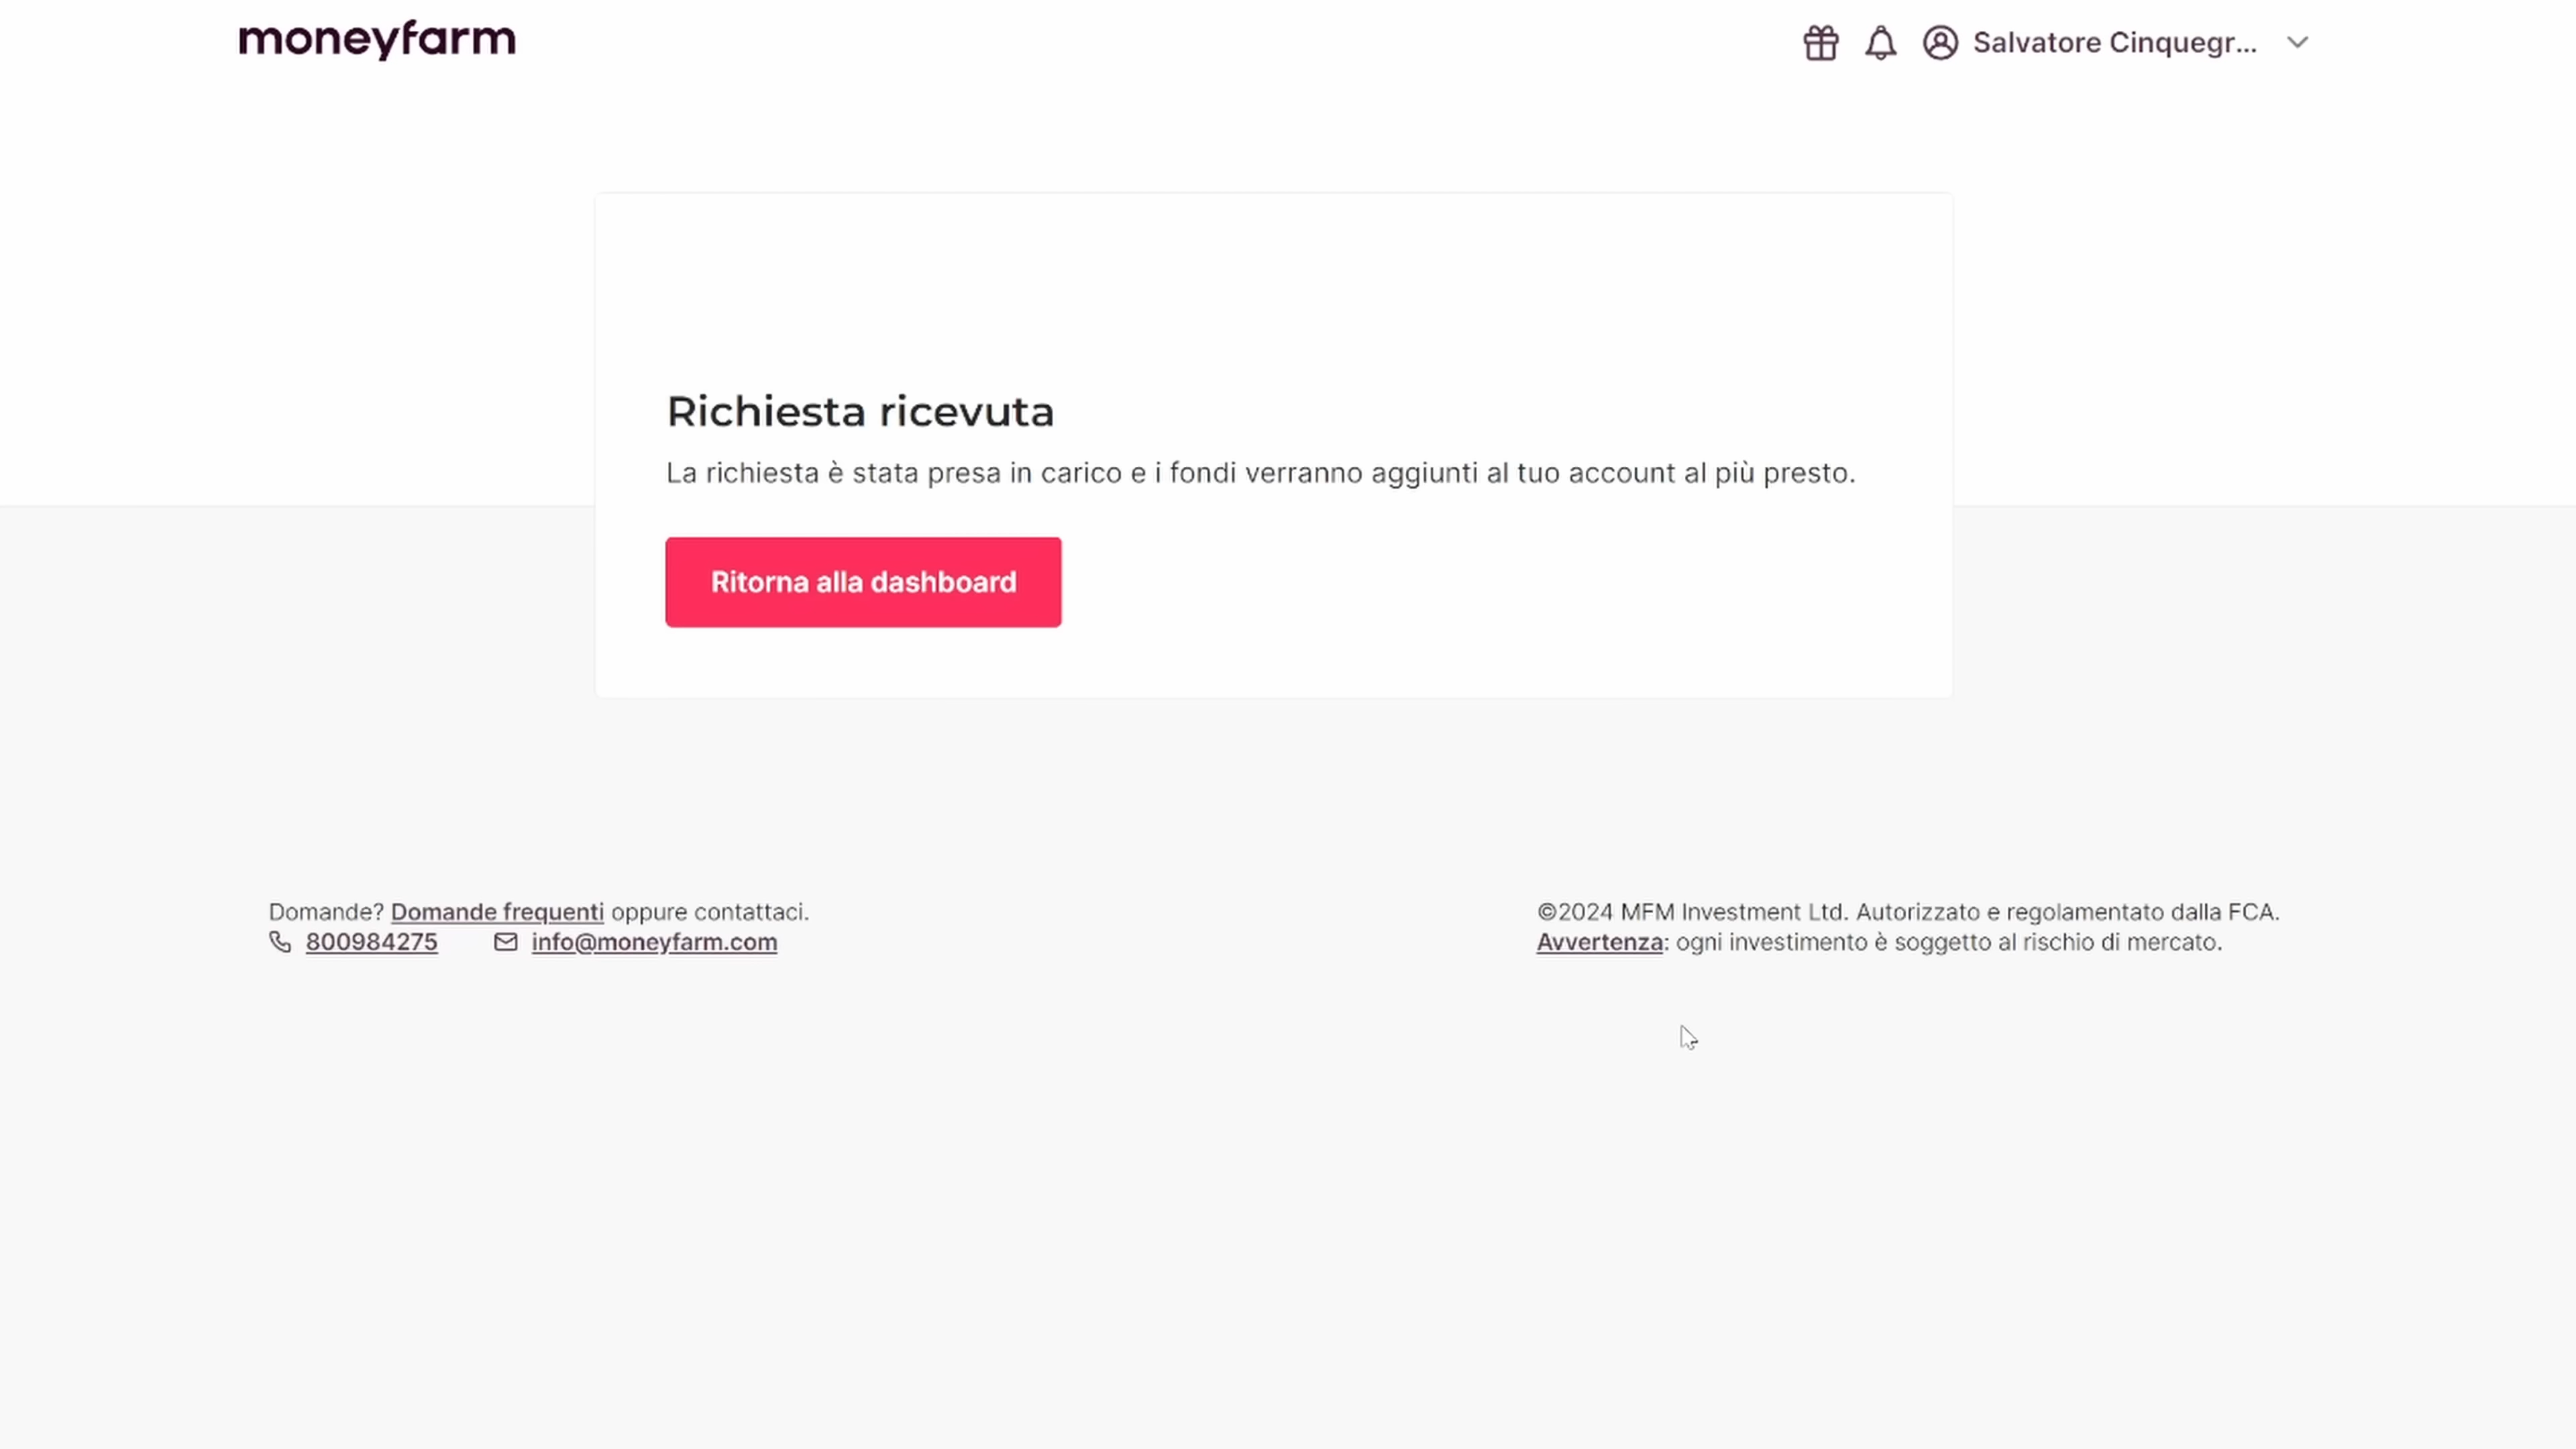 moneyfarm
Salvatore Cinquegr...
Richiesta ricevuta
La richiesta è stata presa in carico e i fondi verranno aggiunti al tuo account al più presto.
Ritorna alla dashboard
Domande? Domande frequenti oppure contattaci.
800984275 info@moneyfarm.com
©2024 MFM Investment Ltd. Autorizzato e regolamentato dalla FCA.
Avvertenza: ogni investimento è soggetto al rischio di mercato.